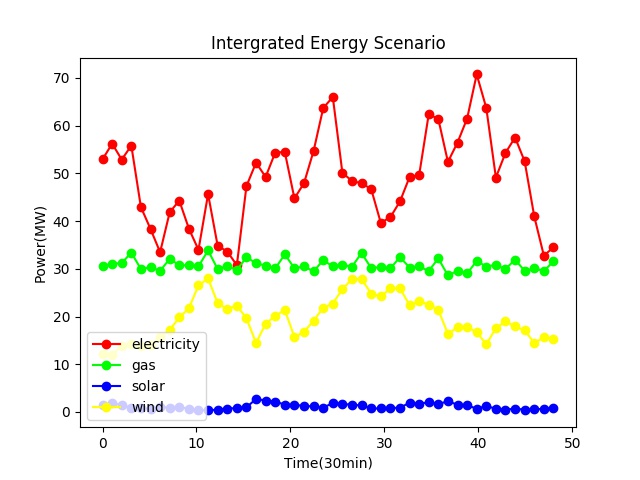 Intergrated Energy Scenario
Power(MW)
70
60
50
40
30
20
10
0
electricity
gas
solar
wind
0 10 20 30 40 50
Time(30min)